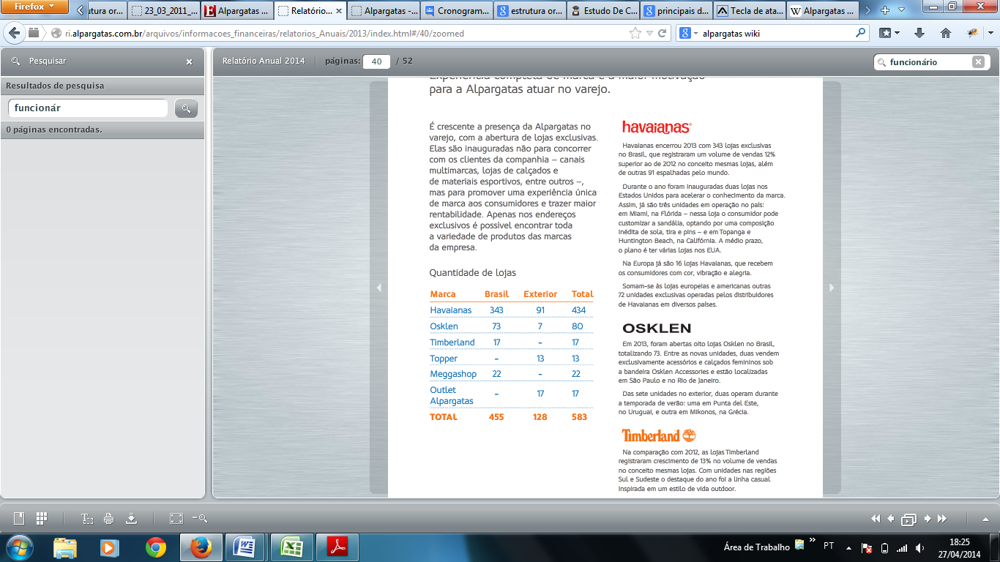 Firefox
utura or...
23_03_2011_...
Alpargatas ...
Relatório...
Alpargatas -...
Cronogram...
estrutura or...
Estudo De C...
principais d...
Tecla de ata...
Alpargatas ...
ri.alpargatas.com.br/arquivos/informacoes_financeiras/relatorios_Anuais/2013/index.html#/40/zoomed
alpargatas wiki
Pesquisar
Relatório Anual 2014
páginas: 40 / 52
funcionário
Resultados de pesquisa
funcionár
0 páginas encontradas.
Experiência completa de marca é a maior motivação
para a Alpargatas atuar no varejo.
É crescente a presença da Alpargatas no
varejo, com a abertura de lojas exclusivas.
Elas são inauguradas não para concorrer
com os clientes da companhia – canais
multimarcas, lojas de calçados e
de materiais esportivos, entre outros –,
mas para promover uma experiência única
de marca aos consumidores e trazer maior
rentabilidade. Apenas nos endereços
exclusivos é possível encontrar toda
a variedade de produtos das marcas
da empresa.
Quantidade de lojas
Marca Brasil Exterior Total
Havaianas 343 91 434
Osklen 73 7 80
Timberland 17 – 17
Topper – 13 13
Meggashop 22 – 22
Outlet
Alpargatas – 17 17
TOTAL 455 128 583
havaianas®
Havaianas encerrou 2013 com 343 lojas exclusivas
no Brasil, que registraram um volume de vendas 12%
superior ao de 2012 no conceito mesmas lojas, além
de outras 91 espalhadas pelo mundo.
Durante o ano foram inauguradas duas lojas nos
Estados Unidos para acelerar o conhecimento da marca.
Assim, já são três unidades em operação no país:
em Miami, na Flórida – nessa loja o consumidor pode
customizar a sandália, optando por uma composição
inédita de sola, tira e pins – e em Topanga e
Huntington Beach, na Califórnia. A médio prazo,
o plano é ter várias lojas nos EUA.
Na Europa já são 16 lojas Havaianas, que recebem
os consumidores com cor, vibração e alegria.
Somam-se às lojas europeias e americanas outras
72 unidades exclusivas operadas pelos distribuidores
de Havaianas em diversos países.
OSKLEN
Em 2013, foram abertas oito lojas Osklen no Brasil,
totalizando 73. Entre as novas unidades, duas vendem
exclusivamente acessórios e calçados femininos sob
a bandeira Osklen Accessories e estão localizadas
em São Paulo e no Rio de Janeiro.
Das sete unidades no exterior, duas operam durante
a temporada de verão: uma em Punta del Este,
no Uruguai, e outra em Mikonos, na Grécia.
Timberland
Na comparação com 2012, as lojas Timberland
registraram crescimento de 13% no volume de vendas
no conceito mesmas lojas. Com unidades nas regiões
Sul e Sudeste o destaque do ano foi a linha casual
inspirada em um estilo de vida outdoor.
Área de Trabalho
PT
18:25
27/04/2014